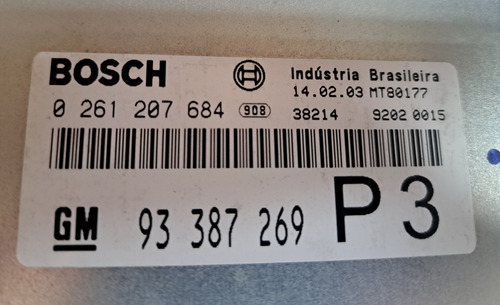 BOSCH
Indústria Brasileira
14.02.03 MT80177
0 261 207 684 908
38214 9202 0015
GM 93 387 269 P3